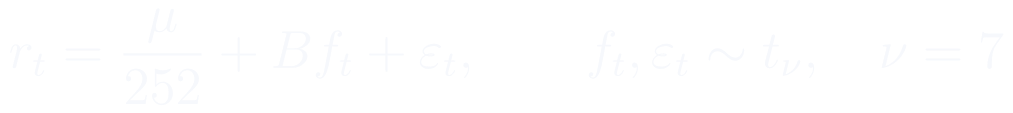 r_t = \frac{\mu}{252} + B f_t + \varepsilon_t, \qquad f_t, \varepsilon_t \sim t_\nu, \quad \nu = 7